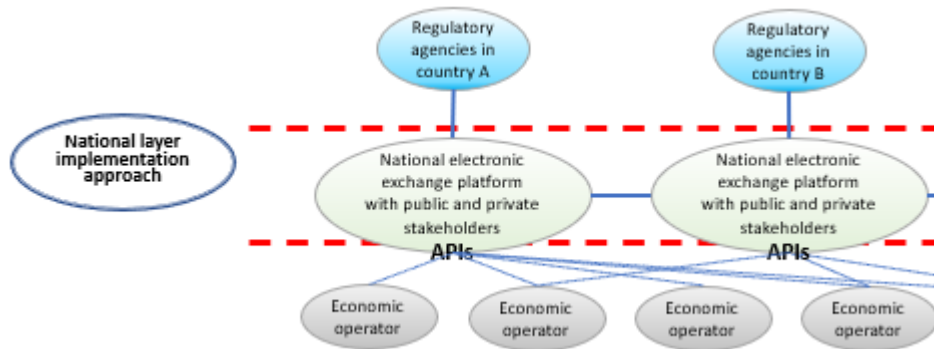 Regulatory
agencies in
country A
Regulatory
agencies in
country B
National layer
implementation
approach
National electronic
exchange platform
with public and private
stakeholders
National electronic
exchange platform
with public and private
stakeholders
APIs
APIs
Economic
operator
Economic
operator
Economic
operator
Economic
operator